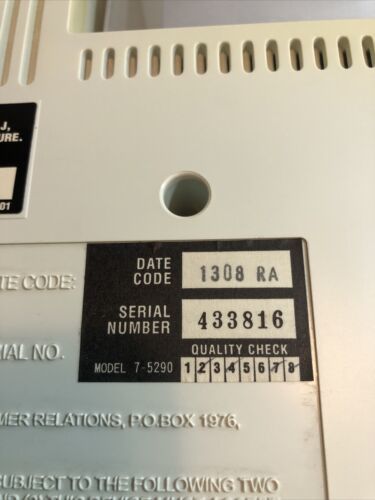 J,
URE.
01
DATE CODE
1308 RA
TE CODE:
SERIAL NUMBER
433816
IAL NO.
MODEL 7-5290
QUALITY CHECK
1 2 3 4 5 6 7 8
MER RELATIONS, P.O. BOX 1976,
SUBJECT TO THE FOLLOWING TWO